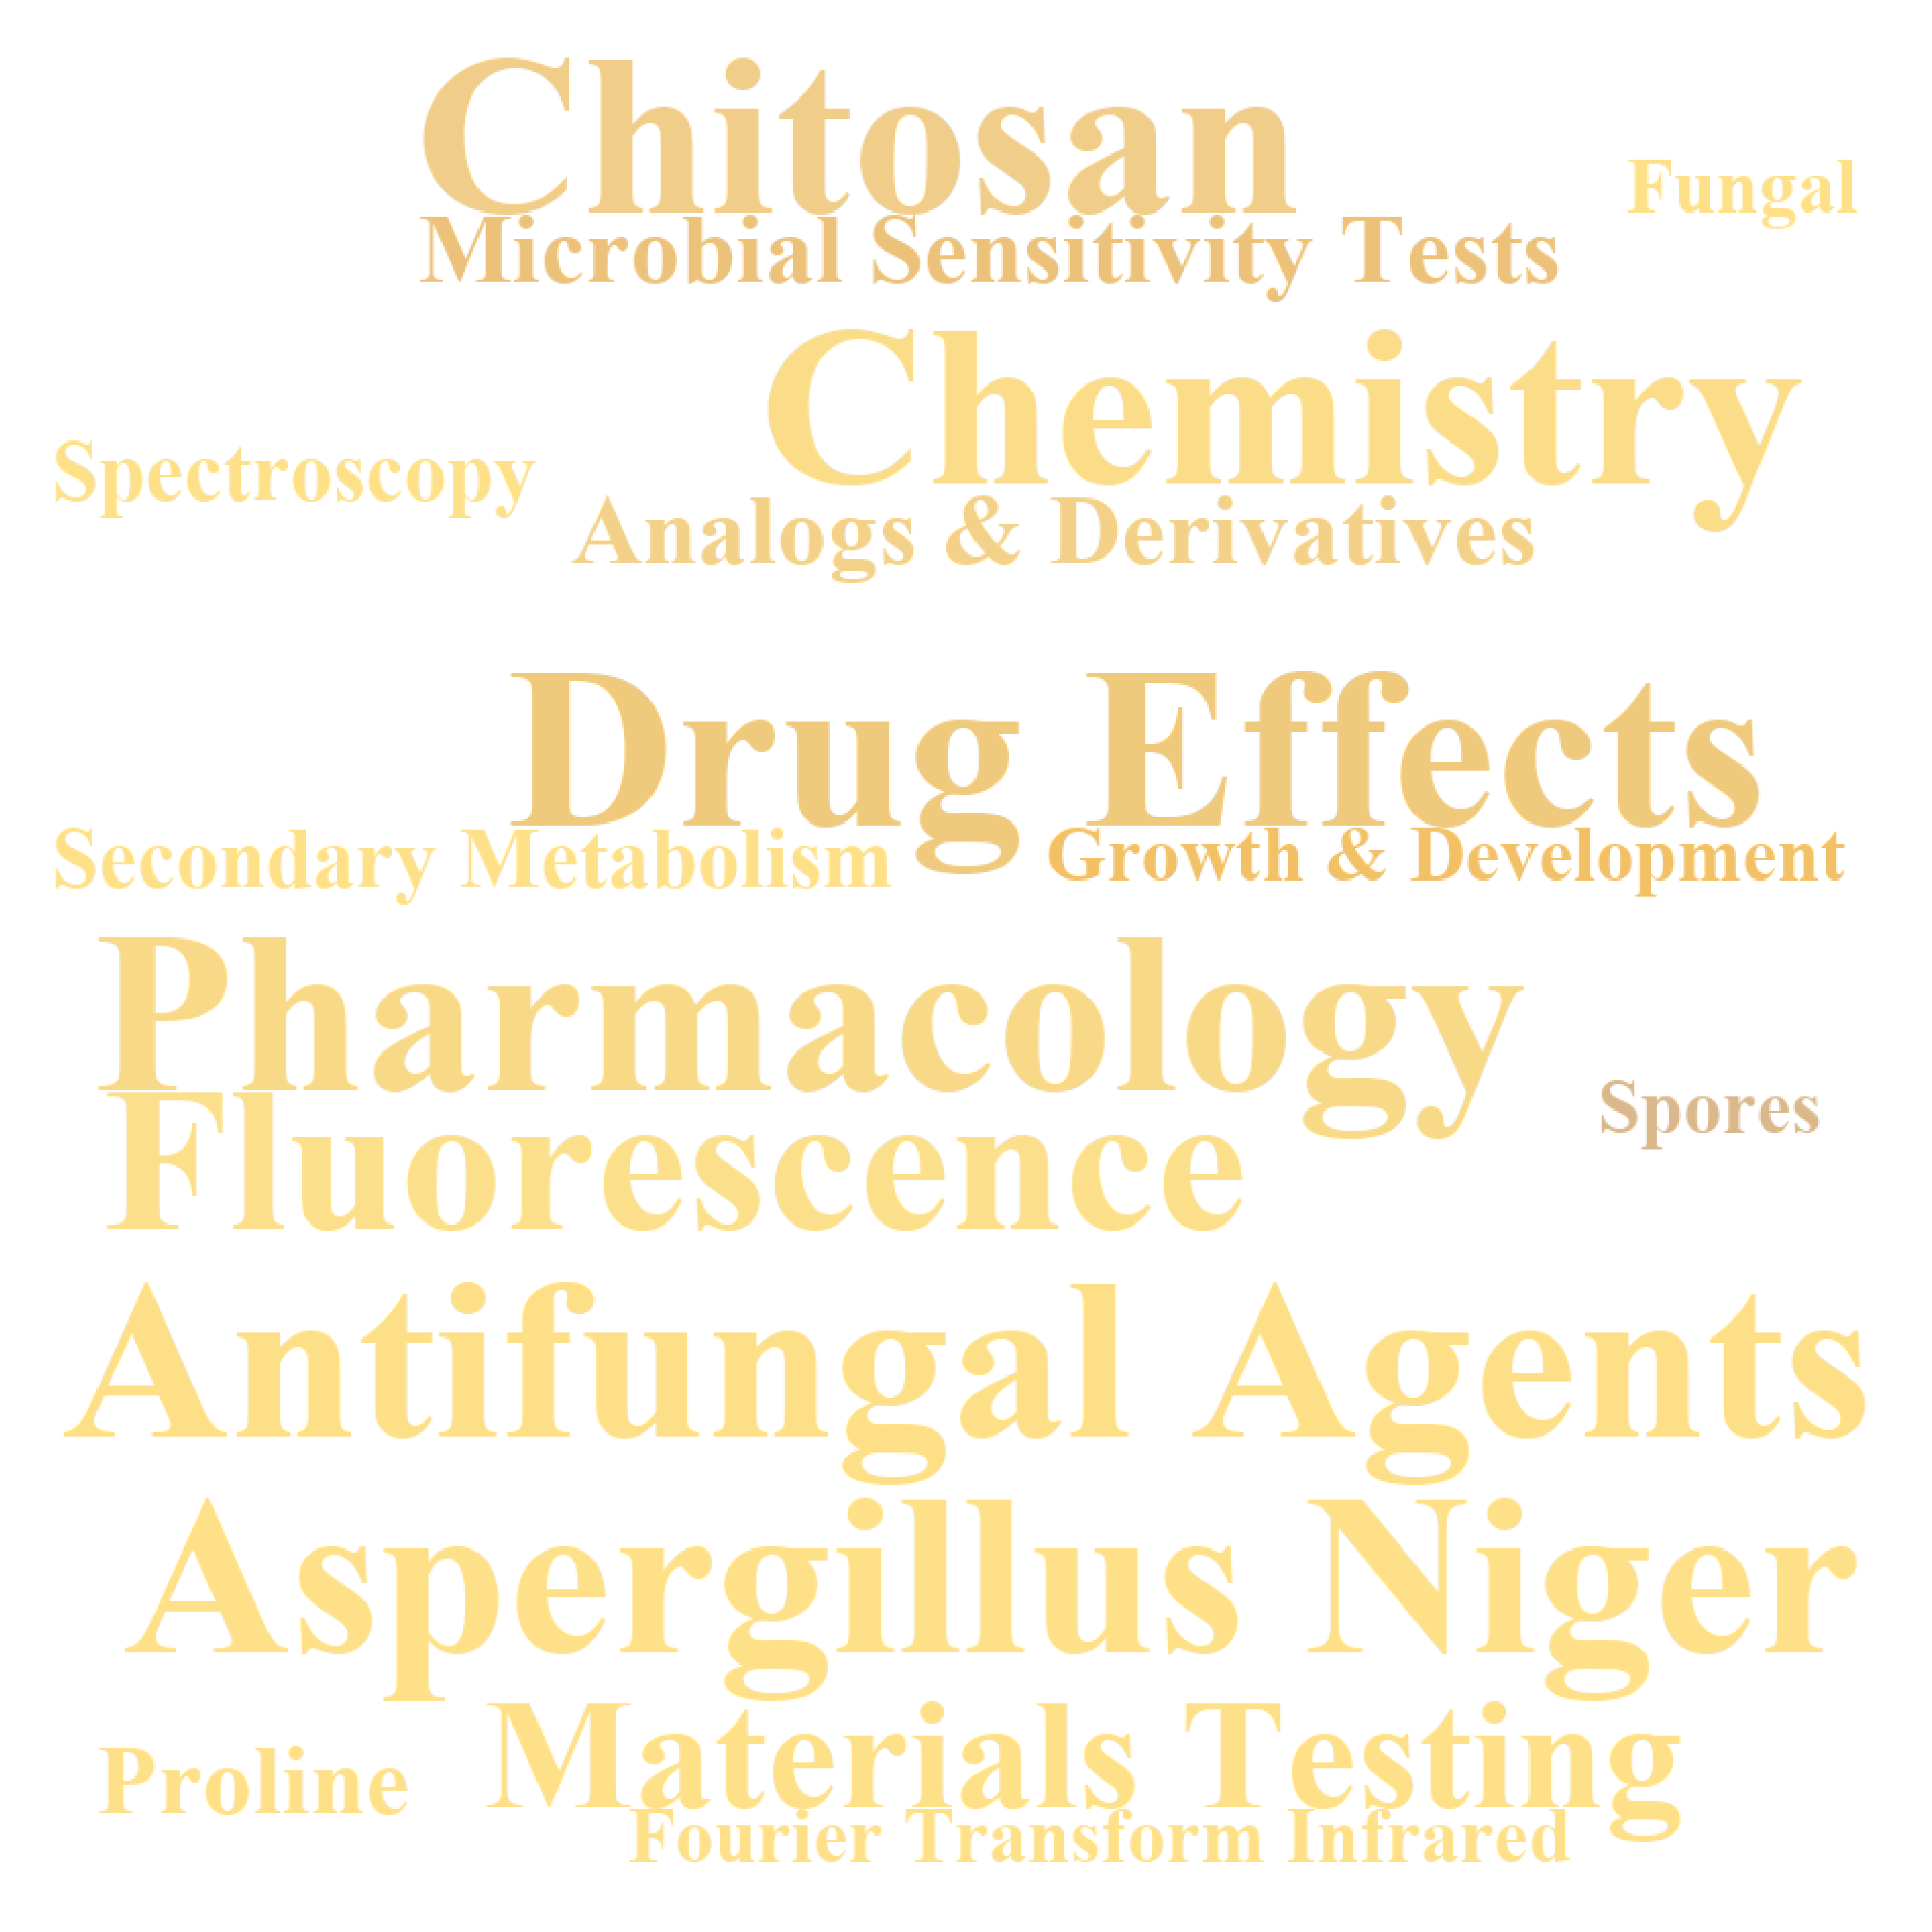 Chitosan
Fungal
Microbial Sensitivity Tests
Chemistry
Spectroscopy
Analogs & Derivatives
Drug Effects
Secondary Metabolism
Growth & Development
Pharmacology
Spores
Fluorescence
Antifungal Agents
Aspergillus Niger
Materials Testing
Proline
Fourier Transform Infrared